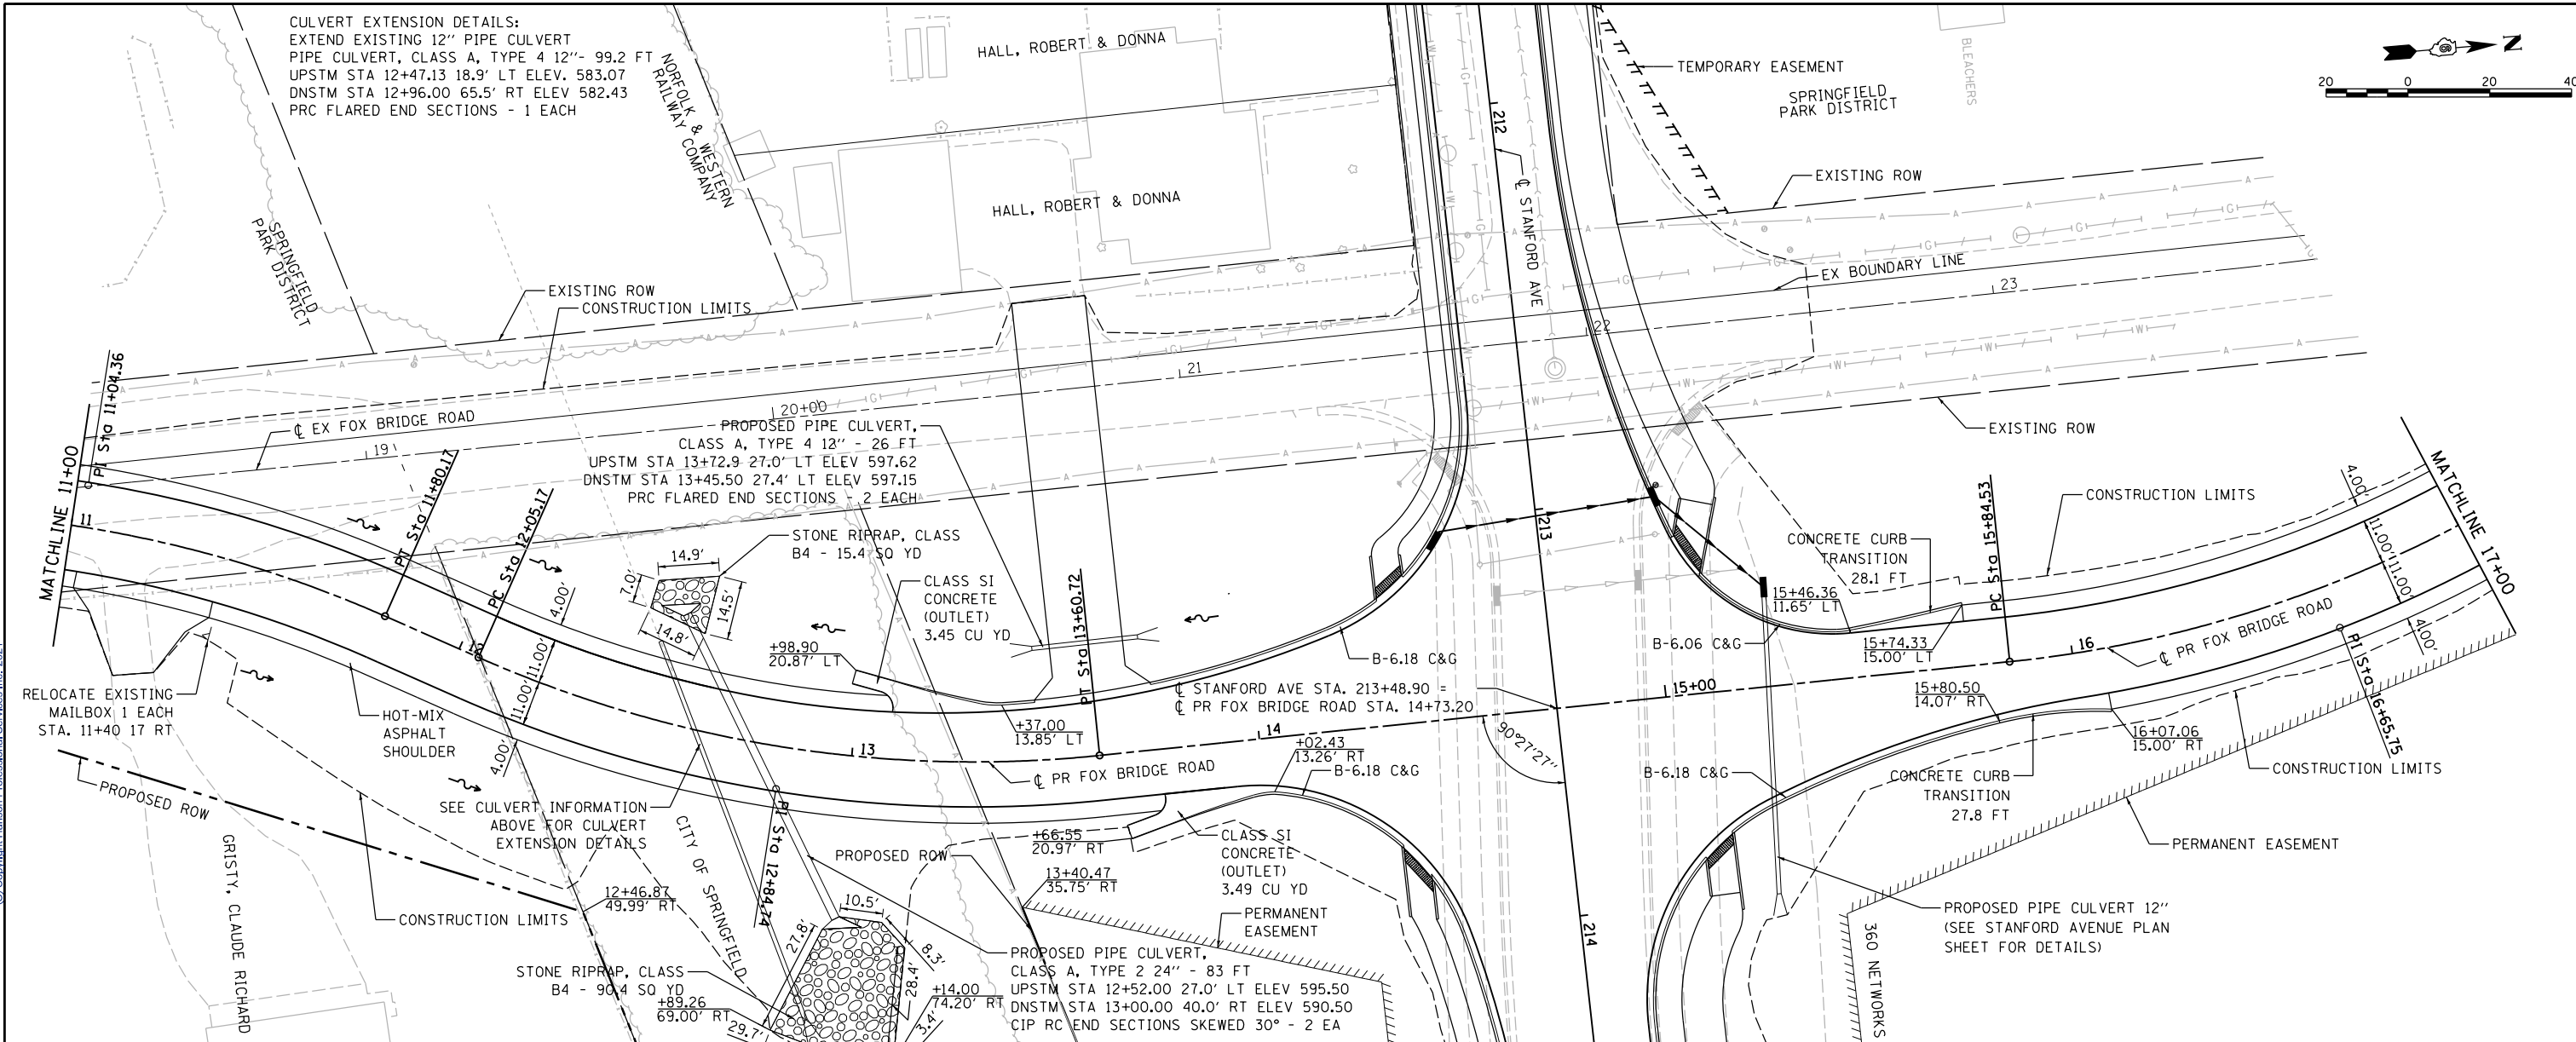 CULVERT EXTENSION DETAILS:
EXTEND EXISTING 12" PIPE CULVERT
PIPE CULVERT, CLASS A, TYPE 4 12"- 99.2 FT
UPSTM STA 12+47.13 18.9' LT ELEV. 583.07
DNSTM STA 12+96.00 65.5' RT ELEV 582.43
PRC FLARED END SECTIONS - 1 EACH
NORFOLK & WESTERN
RAILWAY COMPANY
HALL, ROBERT & DONNA
HALL, ROBERT & DONNA
212
℄ STANFORD AVE
TEMPORARY EASEMENT
SPRINGFIELD
PARK DISTRICT
BLEACHERS
N
20 0 20 40
EXISTING ROW
EX BOUNDARY LINE
23
22
21
20+00
19
SPRINGFIELD
PARK DISTRICT
EXISTING ROW
CONSTRUCTION LIMITS
PI Sta 11+04.36
MATCHLINE 11+00
11
℄ EX FOX BRIDGE ROAD
PT Sta 11+80.17
PC Sta 12+05.17
12
PROPOSED PIPE CULVERT,
CLASS A, TYPE 4 12" - 26 FT
UPSTM STA 13+72.9 27.0' LT ELEV 597.62
DNSTM STA 13+45.50 27.4' LT ELEV 597.15
PRC FLARED END SECTIONS - 2 EACH
STONE RIPRAP, CLASS
B4 - 15.4 SQ YD
14.9'
7.0'
14.5'
14.8'
CLASS SI
CONCRETE
(OUTLET)
3.45 CU YD
+98.90
20.87' LT
+37.00
13.85' LT
PT Sta 13+60.72
B-6.18 C&G
213
EXISTING ROW
CONSTRUCTION LIMITS
MATCHLINE 17+00
4.00'
11.00'
11.00'
4.00'
CONCRETE CURB
TRANSITION
28.1 FT
PC Sta 15+84.53
15+46.36
11.65' LT
B-6.06 C&G
15+74.33
15.00' LT
16
℄ PR FOX BRIDGE ROAD
℄ STANFORD AVE STA. 213+48.90 =
℄ PR FOX BRIDGE ROAD STA. 14+73.20
15+00
14
90°27'27"
15+80.50
14.07' RT
16+07.06
15.00' RT
PI Sta 16+65.75
CONSTRUCTION LIMITS
PERMANENT EASEMENT
CONCRETE CURB
TRANSITION
27.8 FT
B-6.18 C&G
4.00'
11.00'
11.00'
4.00'
RELOCATE EXISTING
MAILBOX 1 EACH
STA. 11+40 17 RT
HOT-MIX
ASPHALT
SHOULDER
13
℄ PR FOX BRIDGE ROAD
+02.43
13.26' RT
B-6.18 C&G
PROPOSED ROW
GRISTY, CLAUDE RICHARD
SEE CULVERT INFORMATION
ABOVE FOR CULVERT
EXTENSION DETAILS
CITY OF SPRINGFIELD
PI Sta 12+84.74
PROPOSED ROW
+66.55
20.97' RT
13+40.47
35.75' RT
CLASS SI
CONCRETE
(OUTLET)
3.49 CU YD
PERMANENT
EASEMENT
12+46.87
49.99' RT
CONSTRUCTION LIMITS
10.5'
27.8'
8.3'
28.4'
3.4'
29.7'
STONE RIPRAP, CLASS
B4 - 90.4 SQ YD
+89.26
69.00' RT
+14.00
74.20' RT
PROPOSED PIPE CULVERT,
CLASS A, TYPE 2 24" - 83 FT
UPSTM STA 12+52.00 27.0' LT ELEV 595.50
DNSTM STA 13+00.00 40.0' RT ELEV 590.50
CIP RC END SECTIONS SKEWED 30° - 2 EA
214
360 NETWORKS
PROPOSED PIPE CULVERT 12"
(SEE STANFORD AVENUE PLAN
SHEET FOR DETAILS)